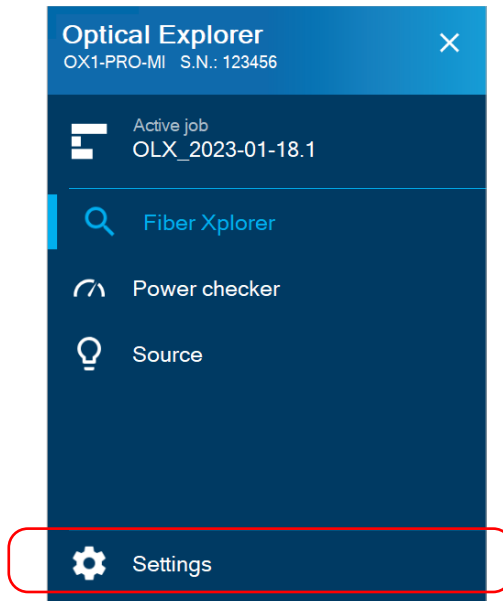 Optical Explorer
OX1-PRO-MI S.N.: 123456
Active job
OLX_2023-01-18.1
Fiber Xplorer
Power checker
Source
Settings